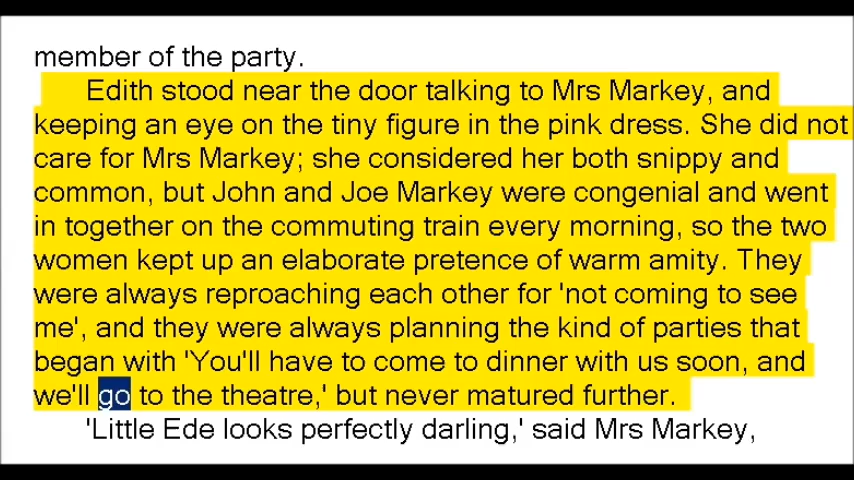 member of the party.
Edith stood near the door talking to Mrs Markey, and
keeping an eye on the tiny figure in the pink dress. She did not
care for Mrs Markey; she considered her both snippy and
common, but John and Joe Markey were congenial and went
in together on the commuting train every morning, so the two
women kept up an elaborate pretence of warm amity. They
were always reproaching each other for 'not coming to see
me', and they were always planning the kind of parties that
began with 'You'll have to come to dinner with us soon, and
we'll go to the theatre,' but never matured further.
'Little Ede looks perfectly darling,' said Mrs Markey,